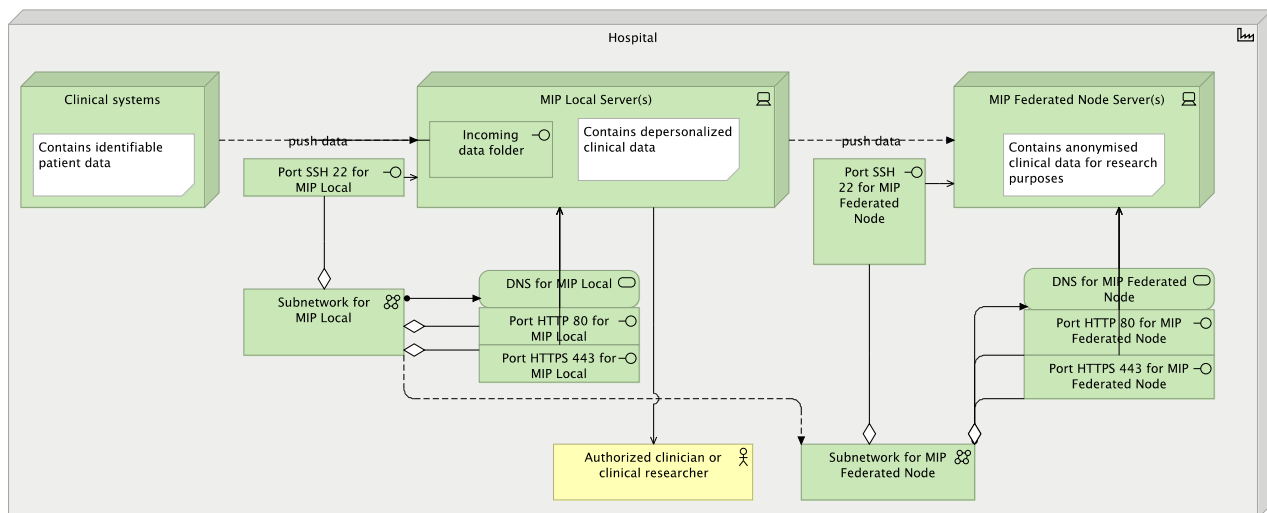 Hospital
Clinical systems
Contains identifiable
patient data
push data
MIP Local Server(s)
Incoming
data folder
Contains depersonalized
clinical data
push data
MIP Federated Node Server(s)
Contains anonymised
clinical data for research
purposes
Port SSH 22 for
MIP Local
Port SSH
22 for MIP
Federated
Node
Subnetwork for
MIP Local
DNS for MIP Local
Port HTTP 80 for
MIP Local
Port HTTPS 443 for
MIP Local
DNS for MIP Federated
Node
Port HTTP 80 for MIP
Federated Node
Port HTTPS 443 for MIP
Federated Node
Authorized clinician or
clinical researcher
Subnetwork for MIP
Federated Node